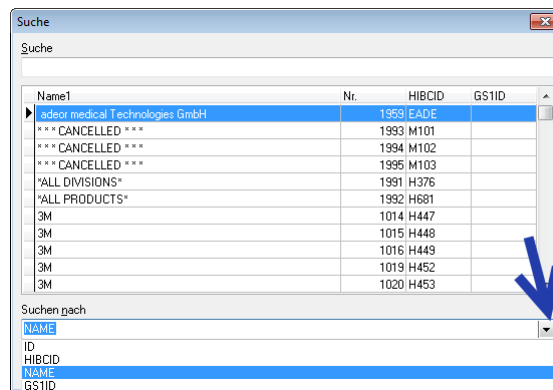 Suche
Suche
Name1 Nr. HIBCID GS1ID
adeor medical Technologies GmbH 1959 EADE
*** CANCELLED *** 1993 M101
*** CANCELLED *** 1994 M102
*** CANCELLED *** 1995 M103
*ALL DIVISIONS* 1991 H376
*ALL PRODUCTS* 1992 H681
3M 1014 H447
3M 1015 H448
3M 1016 H449
3M 1019 H452
3M 1020 H453
Suchen nach
NAME
ID
HIBCID
NAME
GS1ID